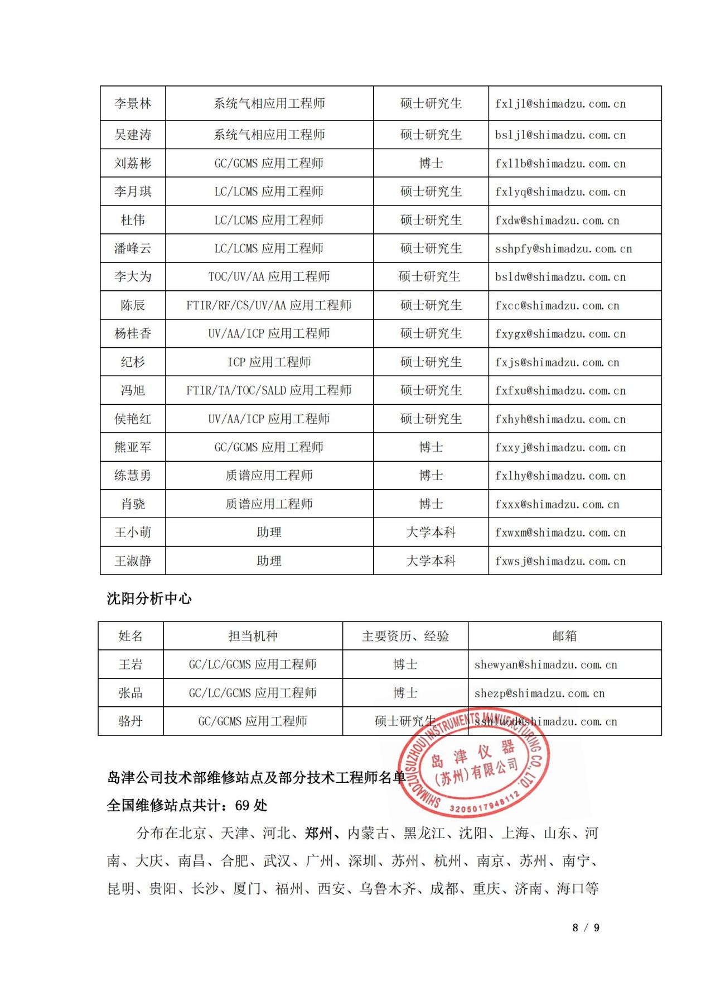 李景林 系统气相应用工程师 硕士研究生 fxljl@shimadzu.com.cn
吴建涛 系统气相应用工程师 硕士研究生 bsljl@shimadzu.com.cn
刘荔彬 GC/GCMS 应用工程师 博士 fxllb@shimadzu.com.cn
李月琪 LC/LCMS 应用工程师 硕士研究生 fxlyq@shimadzu.com.cn
杜伟 LC/LCMS 应用工程师 硕士研究生 fxdw@shimadzu.com.cn
潘峰云 LC/LCMS 应用工程师 硕士研究生 sshpfy@shimadzu.com.cn
李大为 TOC/UV/AA 应用工程师 硕士研究生 bsldw@shimadzu.com.cn
陈辰 FTIR/RF/CS/UV/AA 应用工程师 硕士研究生 fxcc@shimadzu.com.cn
杨桂香 UV/AA/ICP 应用工程师 硕士研究生 fxygx@shimadzu.com.cn
纪杉 ICP 应用工程师 硕士研究生 fxjs@shimadzu.com.cn
冯旭 FTIR/TA/TOC/SALD 应用工程师 硕士研究生 fxfxu@shimadzu.com.cn
侯艳红 UV/AA/ICP 应用工程师 硕士研究生 fxhyh@shimadzu.com.cn
熊亚军 GC/GCMS 应用工程师 博士 fxxyj@shimadzu.com.cn
练慧勇 质谱应用工程师 博士 fxlhy@shimadzu.com.cn
肖骁 质谱应用工程师 博士 fxxx@shimadzu.com.cn
王小萌 助理 大学本科 fxwxm@shimadzu.com.cn
王淑静 助理 大学本科 fxwsj@shimadzu.com.cn
沈阳分析中心
姓名 担当机种 主要资历、经验 邮箱
王岩 GC/LC/GCMS 应用工程师 博士 shewyan@shimadzu.com.cn
张品 GC/LC/GCMS 应用工程师 博士 shezp@shimadzu.com.cn
骆丹 GC/GCMS 应用工程师 硕士研究生 sshluod@shimadzu.com.cn
SHIMADZU(SUZHOU) INSTRUMENTS MANUFACTURING CO.,LTD.
岛津仪器
(苏州)有限公司
3205017948112
岛津公司技术部维修站点及部分技术工程师名单
全国维修站点共计：69 处
分布在北京、天津、河北、郑州、内蒙古、黑龙江、沈阳、上海、山东、河
南、大庆、南昌、合肥、武汉、广州、深圳、苏州、杭州、南京、苏州、南宁、
昆明、贵阳、长沙、厦门、福州、西安、乌鲁木齐、成都、重庆、济南、海口等
8 / 9